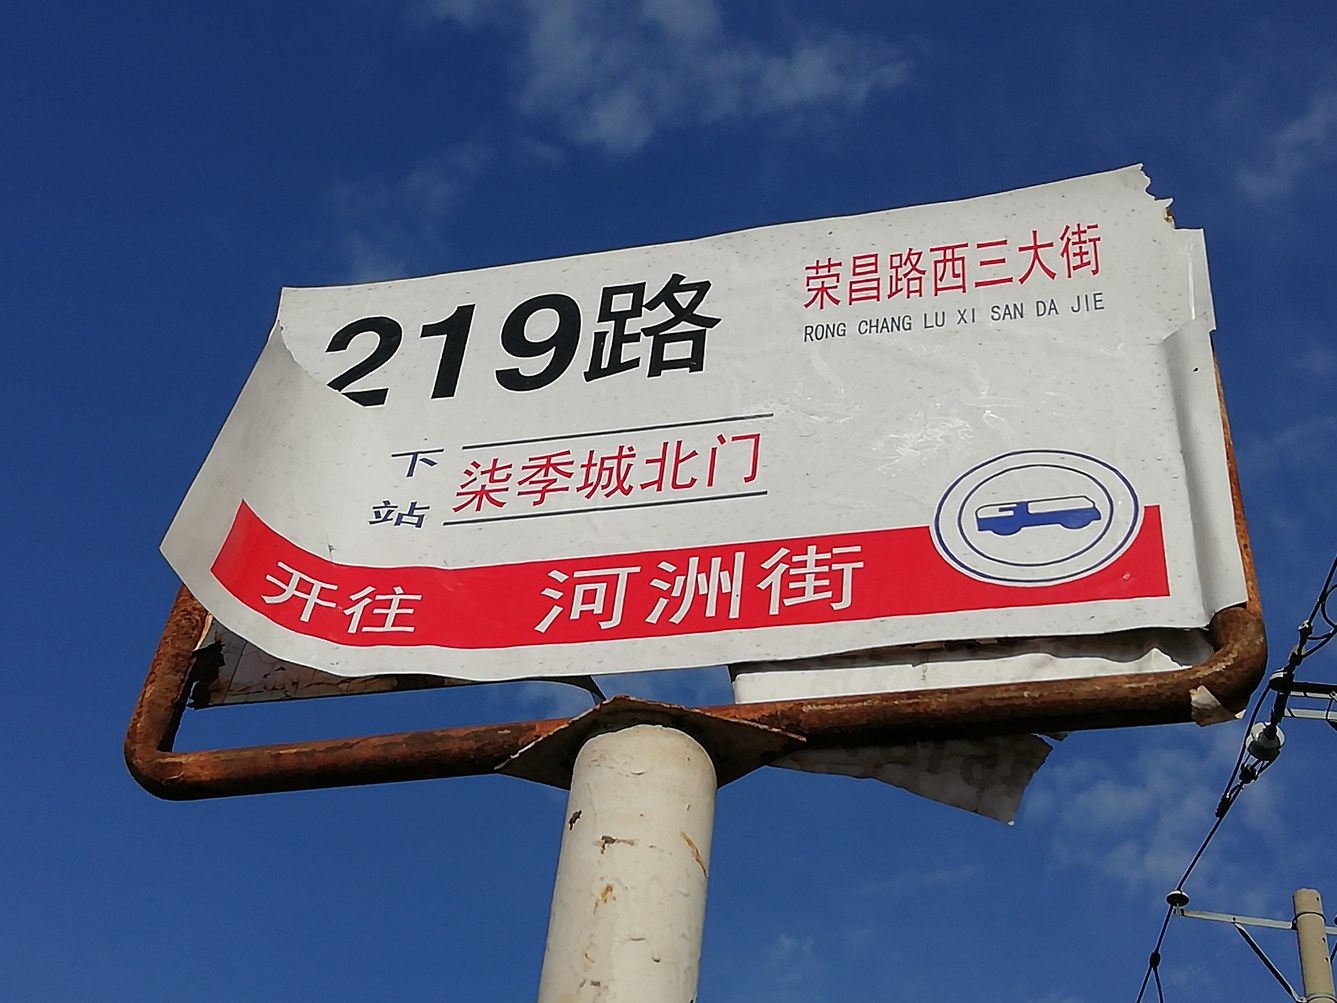 219路
荣昌路西三大街
RONG CHANG LU XI SAN DA JIE
下站
柒季城北门
开往 河洲街